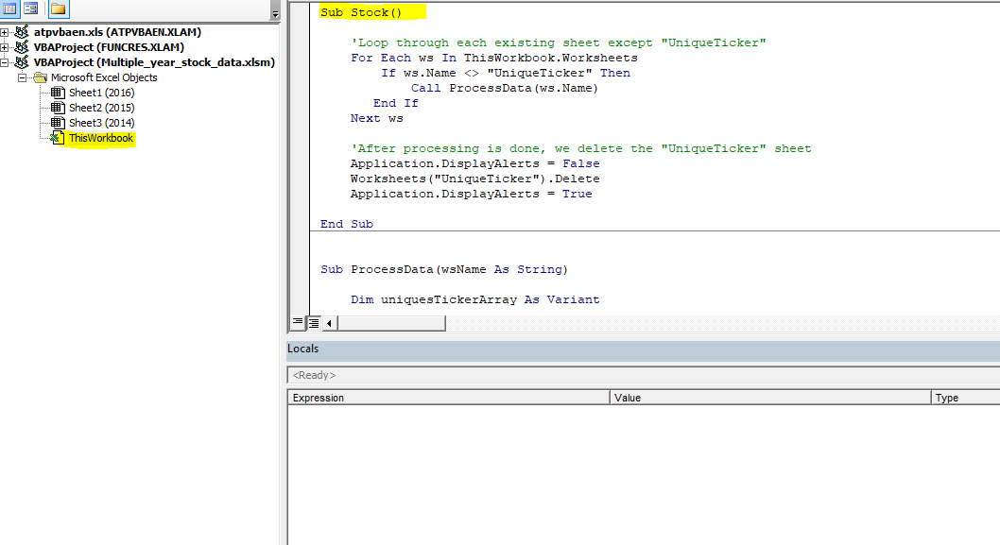 atpvbaen.xls (ATPVBAEN.XLAM)
VBAProject (FUNCRES.XLAM)
VBAProject (Multiple_year_stock_data.xlsm)
Microsoft Excel Objects
Sheet1 (2016)
Sheet2 (2015)
Sheet3 (2014)
ThisWorkbook
Sub Stock()
'Loop through each existing sheet except "UniqueTicker"
For Each ws In ThisWorkbook.Worksheets
If ws.Name <> "UniqueTicker" Then
Call ProcessData(ws.Name)
End If
Next ws
'After processing is done, we delete the "UniqueTicker" sheet
Application.DisplayAlerts = False
Worksheets("UniqueTicker").Delete
Application.DisplayAlerts = True
End Sub
Sub ProcessData(wsName As String)
Dim uniquesTickerArray As Variant
Locals
<Ready>
Expression Value Type